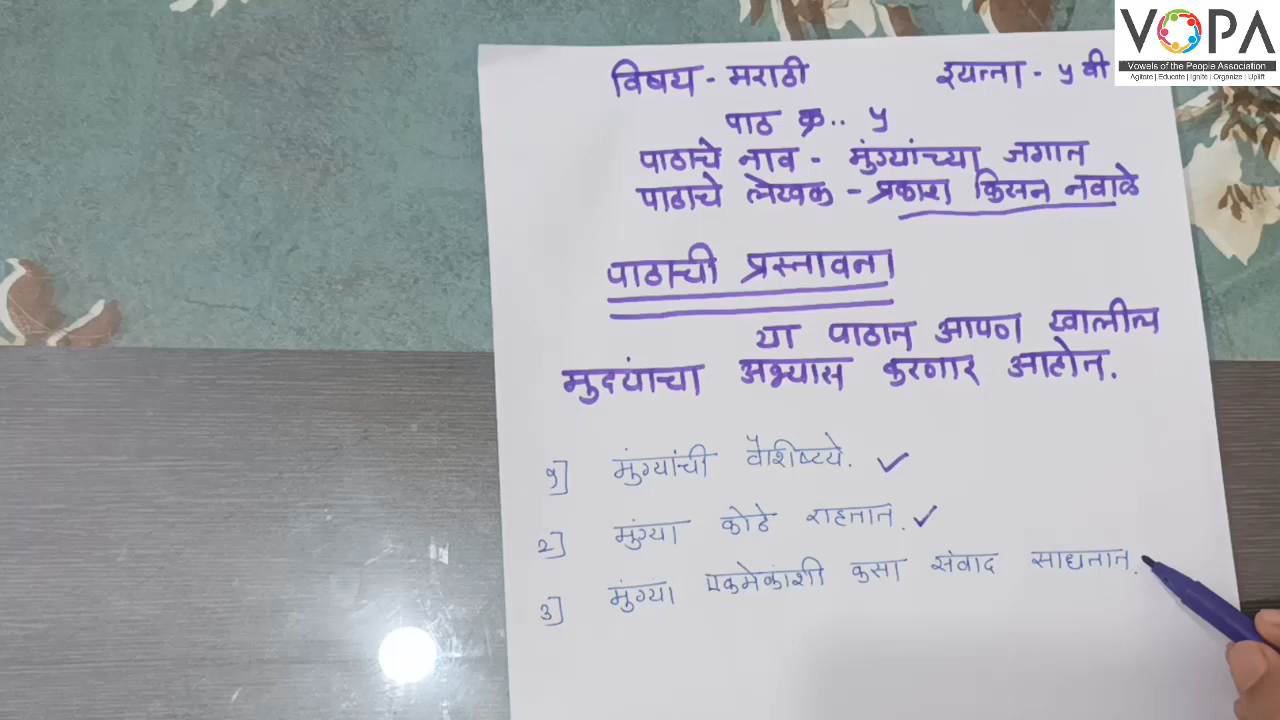 VOPA
Vowels of the People Association
Agitate | Educate | Ignite | Organize | Uplift
विषय - मराठी इयत्ता - ५ वी
पाठ क्र.. ५
पाठाचे नाव - मुंग्यांच्या जगात
पाठाचे लेखक - प्रकाश किसन नवाळे
पाठाची प्रस्तावना
या पाठात आपण खालील
मुद्यांचा अभ्यास करणार आहोत.
१] मुंग्यांची वैशिष्ट्ये.
२] मुंग्या कोठे राहतात.
३] मुंग्या एकमेकांशी कसा संवाद साधतात.